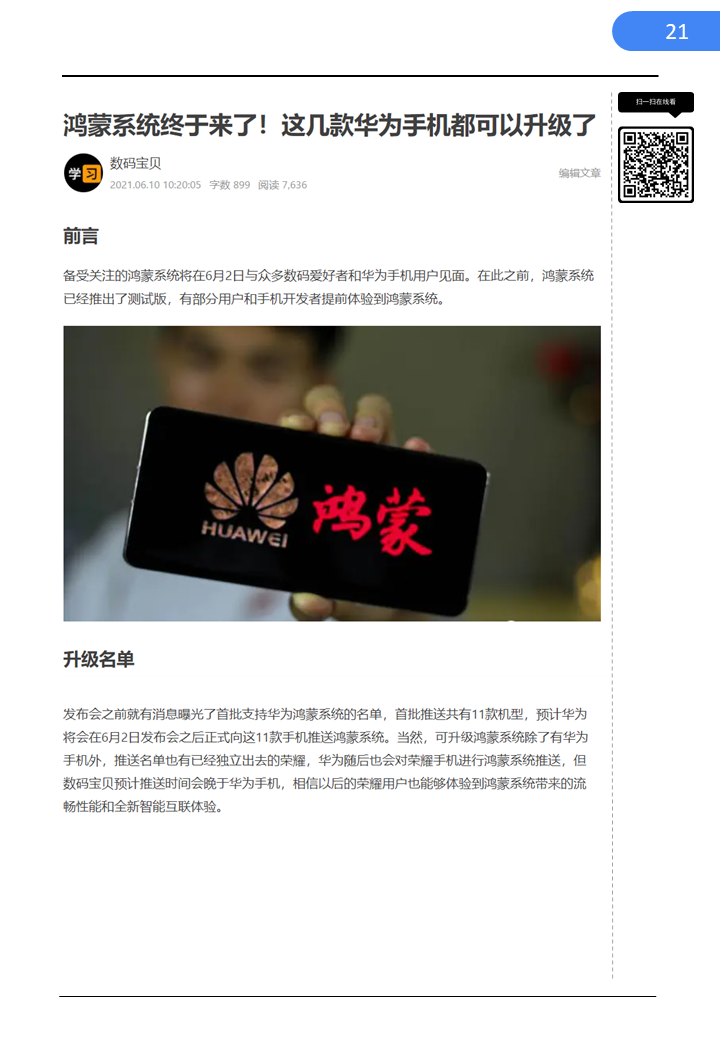 21
扫一扫在线看
鸿蒙系统终于来了！这几款华为手机都可以升级了
学习
数码宝贝
2021.06.10 10:20:05 字数 899 阅读 7,636
编辑文章
前言
备受关注的鸿蒙系统将在6月2日与众多数码爱好者和华为手机用户见面。在此之前，鸿蒙系统
已经推出了测试版，有部分用户和手机开发者提前体验到鸿蒙系统。
HUAWEI 鸿蒙
升级名单
发布会之前就有消息曝光了首批支持华为鸿蒙系统的名单，首批推送共有11款机型，预计华为
将会在6月2日发布会之后正式向这11款手机推送鸿蒙系统。当然，可升级鸿蒙系统除了有华为
手机外，推送名单也有已经独立出去的荣耀，华为随后也会对荣耀手机进行鸿蒙系统推送，但
数码宝贝预计推送时间会晚于华为手机，相信以后的荣耀用户也能够体验到鸿蒙系统带来的流
畅性能和全新智能互联体验。